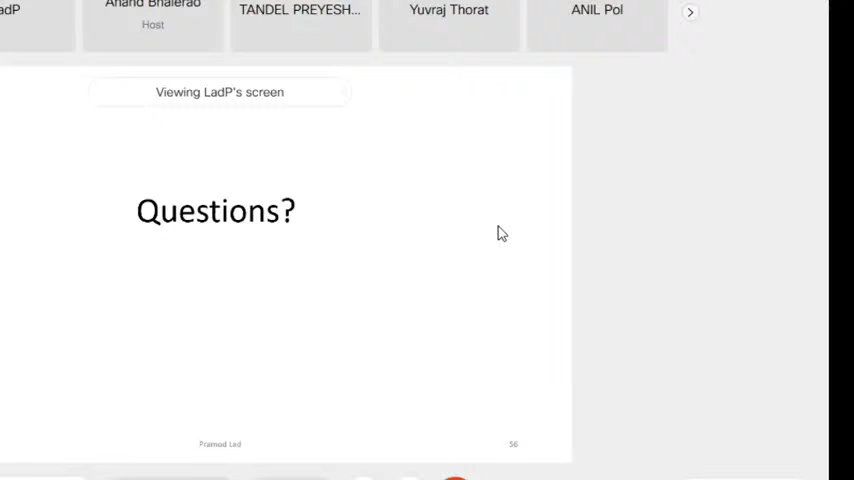 adP
Anand Bhalerao
Host
TANDEL PREYESH...
Yuvraj Thorat
ANIL Pol
Viewing LadP's screen
Questions?
Pramod Lad
56